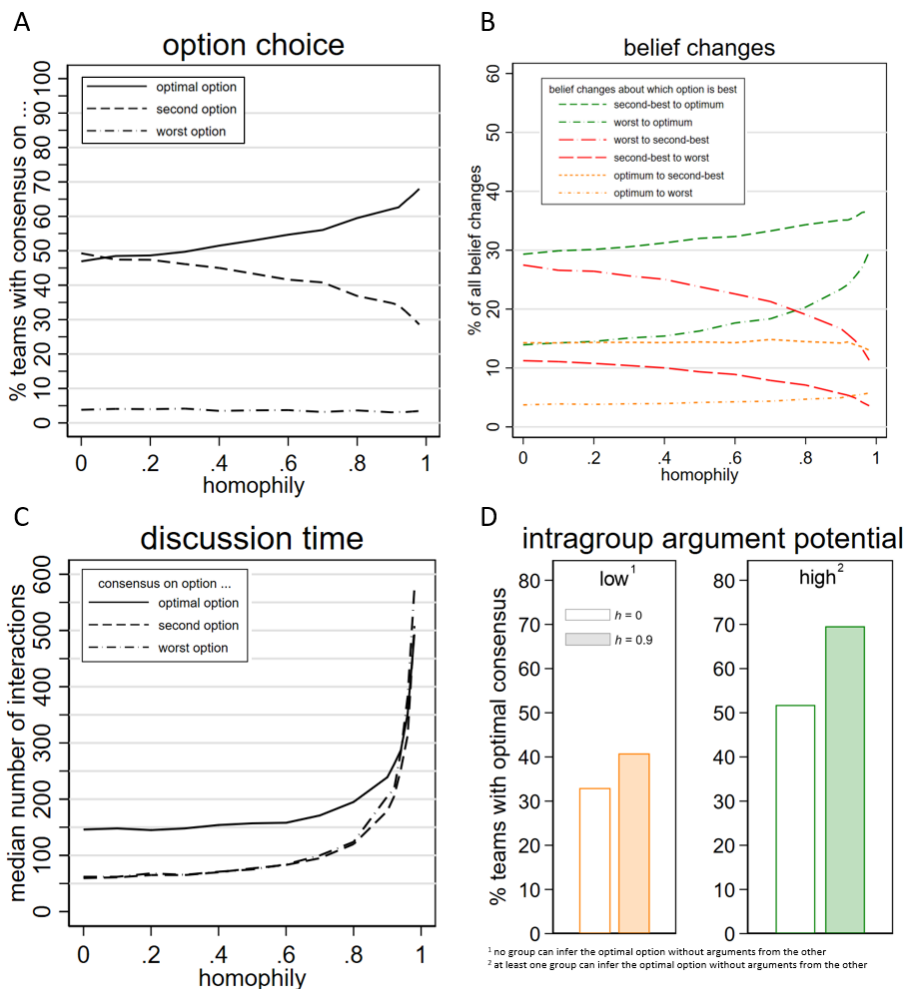 A
option choice
% teams with consensus on ...
100
90
80
70
60
50
40
30
20
10
0
optimal option
second option
worst option
0 .2 .4 .6 .8 1
homophily
B
belief changes
% of all belief changes
60
50
40
30
20
10
0
belief changes about which option is best
second-best to optimum
worst to optimum
worst to second-best
second-best to worst
optimum to second-best
optimum to worst
0 .2 .4 .6 .8 1
homophily
C
discussion time
median number of interactions
600
500
400
300
200
100
0
consensus on option ...
optimal option
second option
worst option
0 .2 .4 .6 .8 1
homophily
D
intragroup argument potential
% teams with optimal consensus
80
70
60
50
40
30
20
10
0
low1
h = 0
h = 0.9
80
70
60
50
40
30
20
10
0
high2
1 no group can infer the optimal option without arguments from the other
2 at least one group can infer the optimal option without arguments from the other